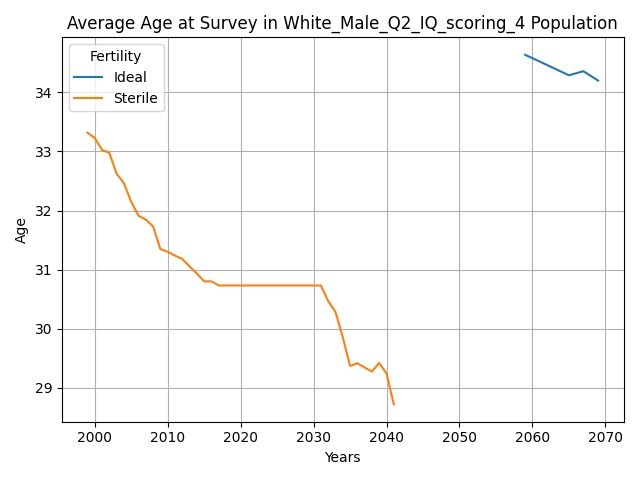 Average Age at Survey in White_Male_Q2_IQ_scoring_4 Population
Fertility
Ideal
Sterile
34
33
32
31
30
29
Age
2000 2010 2020 2030 2040 2050 2060 2070
Years